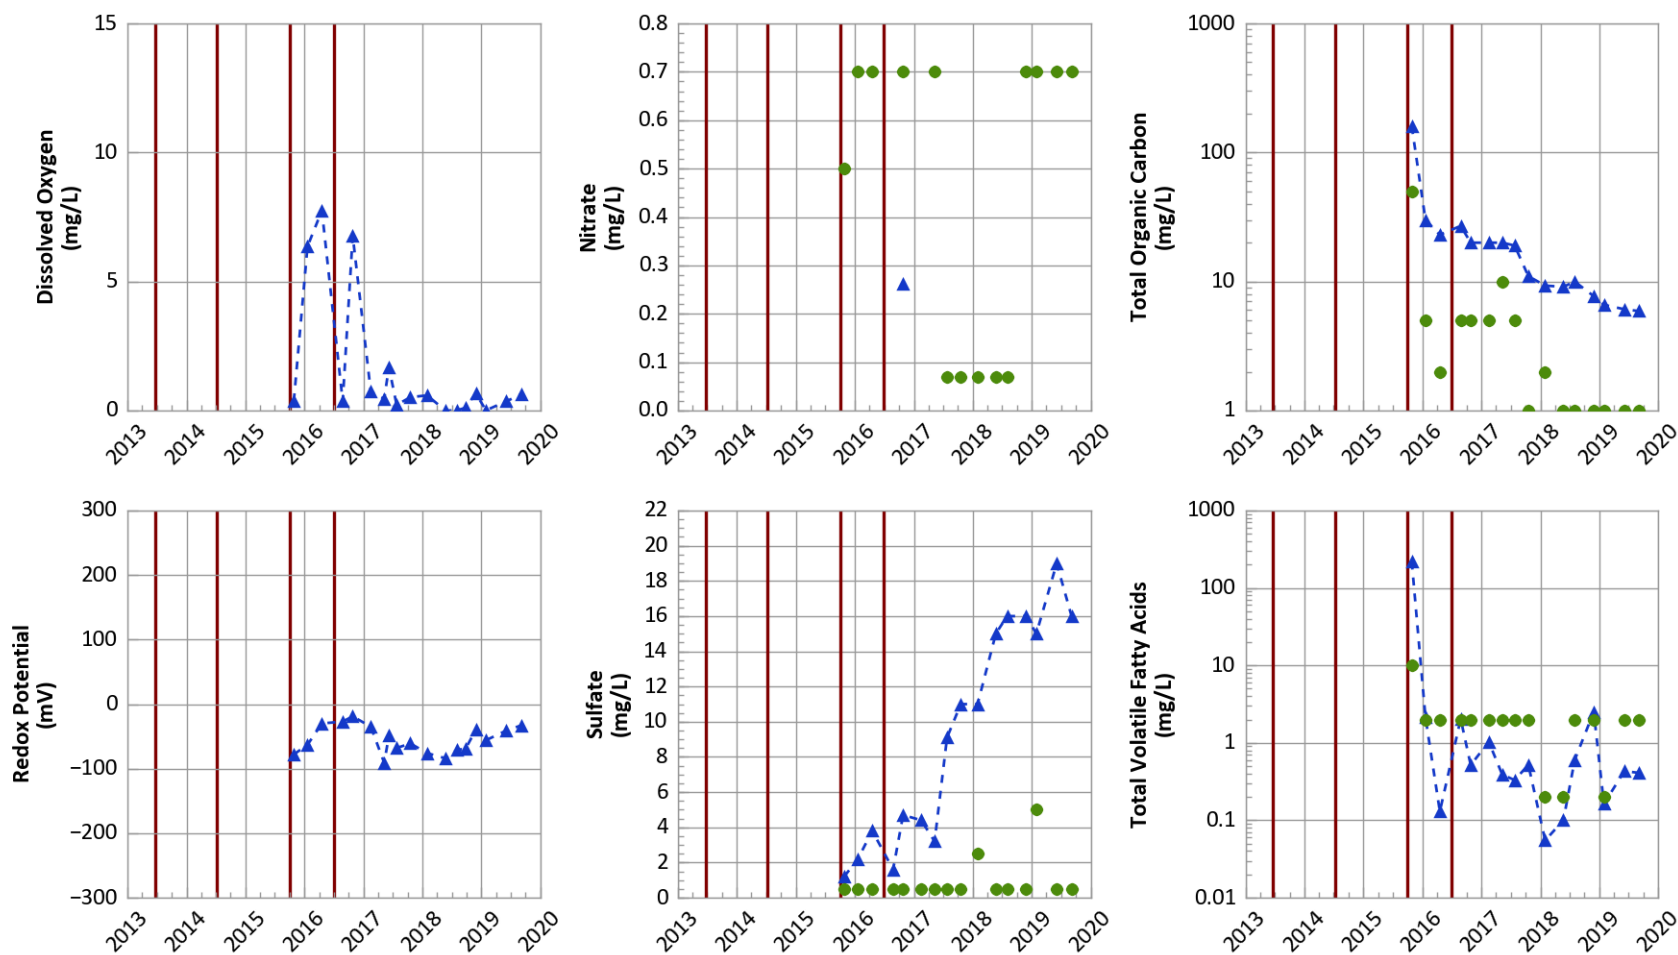 15
10
5
0
Dissolved Oxygen
(mg/L)
2013 2014 2015 2016 2017 2018 2019 2020
0.8
0.7
0.6
0.5
0.4
0.3
0.2
0.1
0.0
Nitrate
(mg/L)
2013 2014 2015 2016 2017 2018 2019 2020
1000
100
10
1
Total Organic Carbon
(mg/L)
2013 2014 2015 2016 2017 2018 2019 2020
300
200
100
0
−100
−200
−300
Redox Potential
(mV)
2013 2014 2015 2016 2017 2018 2019 2020
22
20
18
16
14
12
10
8
6
4
2
0
Sulfate
(mg/L)
2013 2014 2015 2016 2017 2018 2019 2020
1000
100
10
1
0.1
0.01
Total Volatile Fatty Acids
(mg/L)
2013 2014 2015 2016 2017 2018 2019 2020